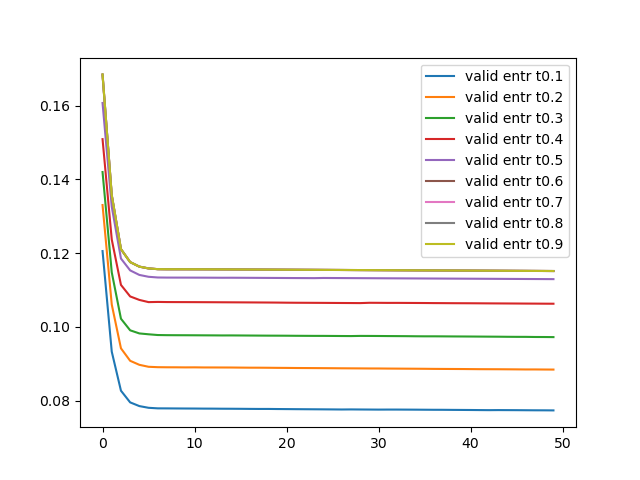 0.16
0.14
0.12
0.10
0.08
0
10
20
30
40
50
valid entr t0.1
valid entr t0.2
valid entr t0.3
valid entr t0.4
valid entr t0.5
valid entr t0.6
valid entr t0.7
valid entr t0.8
valid entr t0.9